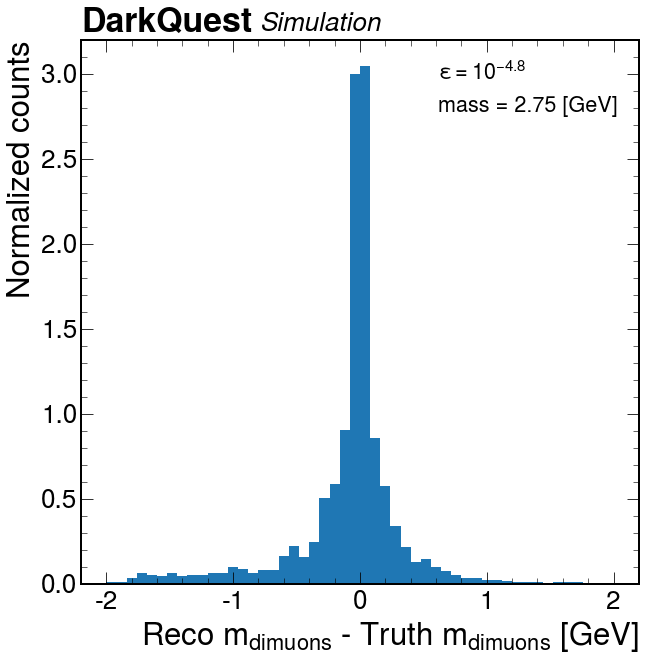 DarkQuest Simulation
ε = 10⁻⁴·⁸
mass = 2.75 [GeV]
Normalized counts
3.0
2.5
2.0
1.5
1.0
0.5
0.0
-2 -1 0 1 2
Reco m_dimuons - Truth m_dimuons [GeV]